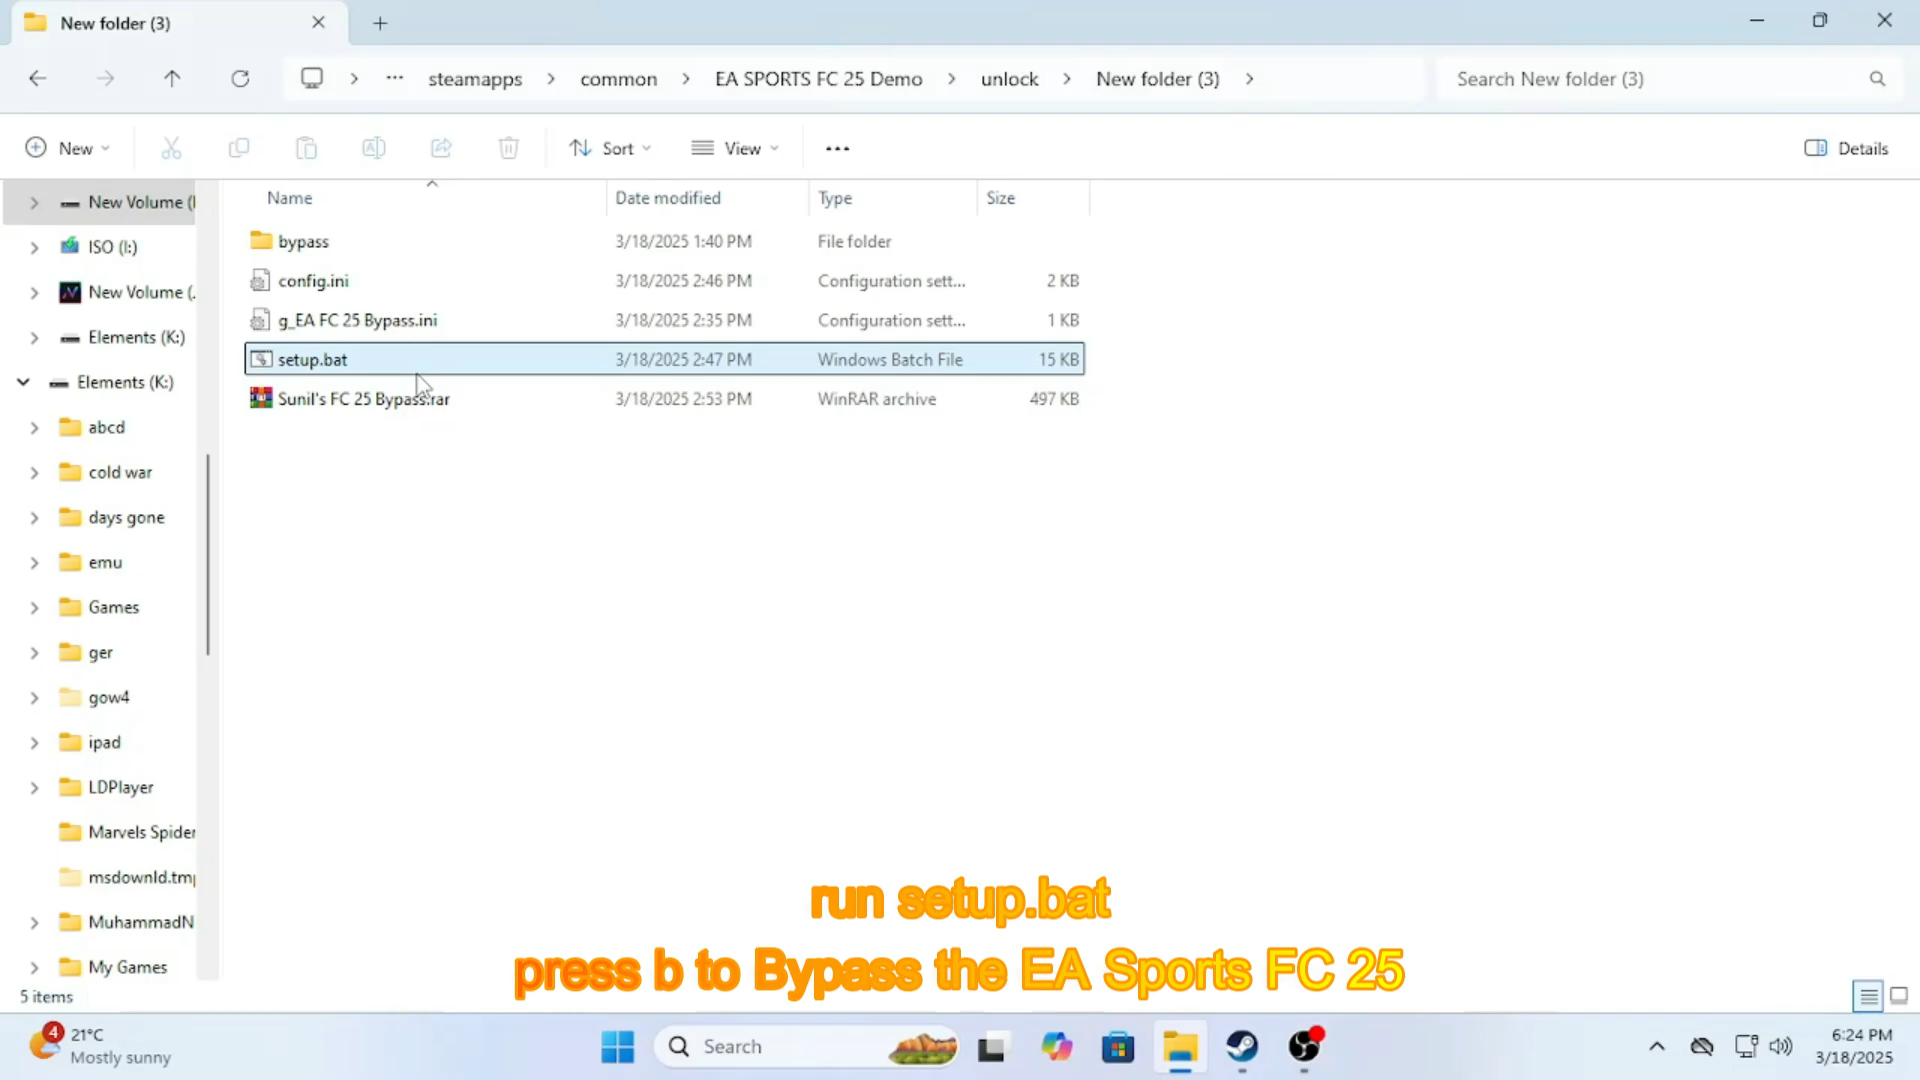 New folder (3)
steamapps
common
EA SPORTS FC 25 Demo
unlock
New folder (3)
Search New folder (3)
New
Sort
View
Details
Name
Date modified
Type
Size
bypass
3/18/2025 1:40 PM
File folder
config.ini
3/18/2025 2:46 PM
Configuration sett...
2 KB
g_EA FC 25 Bypass.ini
3/18/2025 2:35 PM
Configuration sett...
1 KB
setup.bat
3/18/2025 2:47 PM
Windows Batch File
15 KB
Sunil's FC 25 Bypass.rar
3/18/2025 2:53 PM
WinRAR archive
497 KB
New Volume (
ISO (I:)
New Volume (.
Elements (K:)
Elements (K:)
abcd
cold war
days gone
emu
Games
ger
gow4
ipad
LDPlayer
Marvels Spider
msdownld.tmp
MuhammadN
My Games
5 items
run setup.bat
press b to Bypass the EA Sports FC 25
4
21°C
Mostly sunny
Search
6:24 PM
3/18/2025